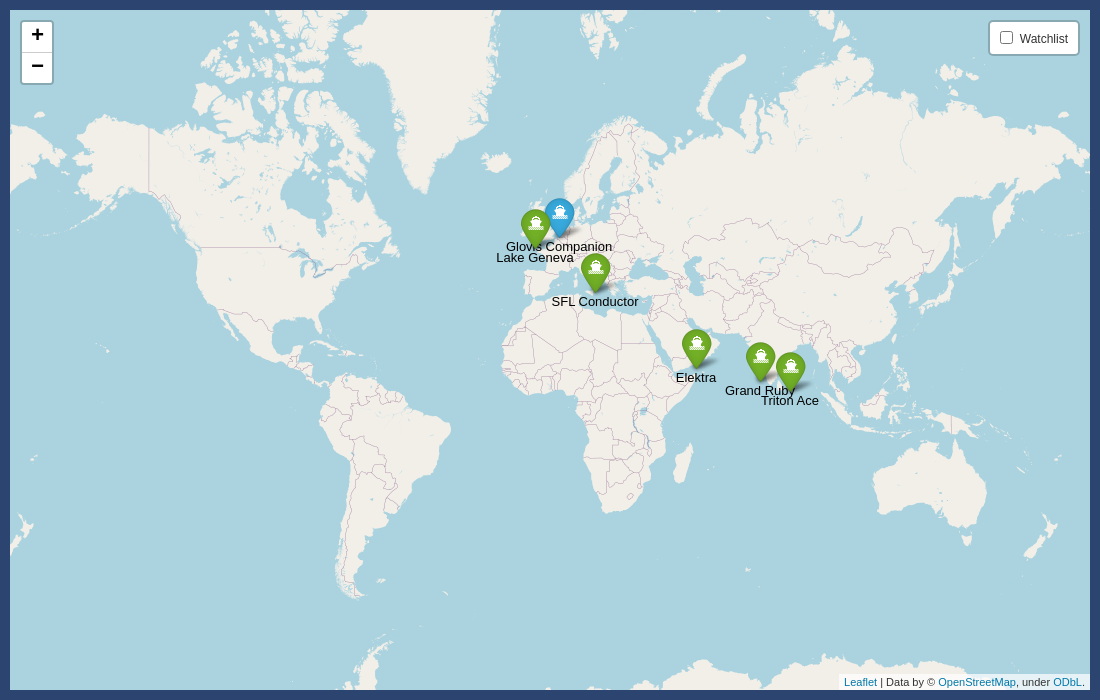 +
−
Watchlist
Glovis Companion
Lake Geneva
SFL Conductor
Elektra
Grand Ruby
Triton Ace
Leaflet | Data by © OpenStreetMap, under ODbL.